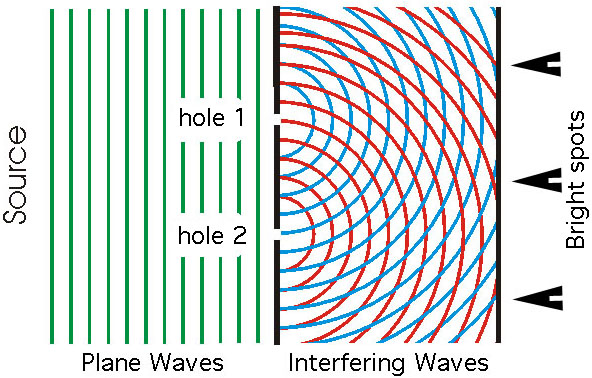 Source
hole 1
hole 2
Bright spots
Plane Waves
Interfering Waves